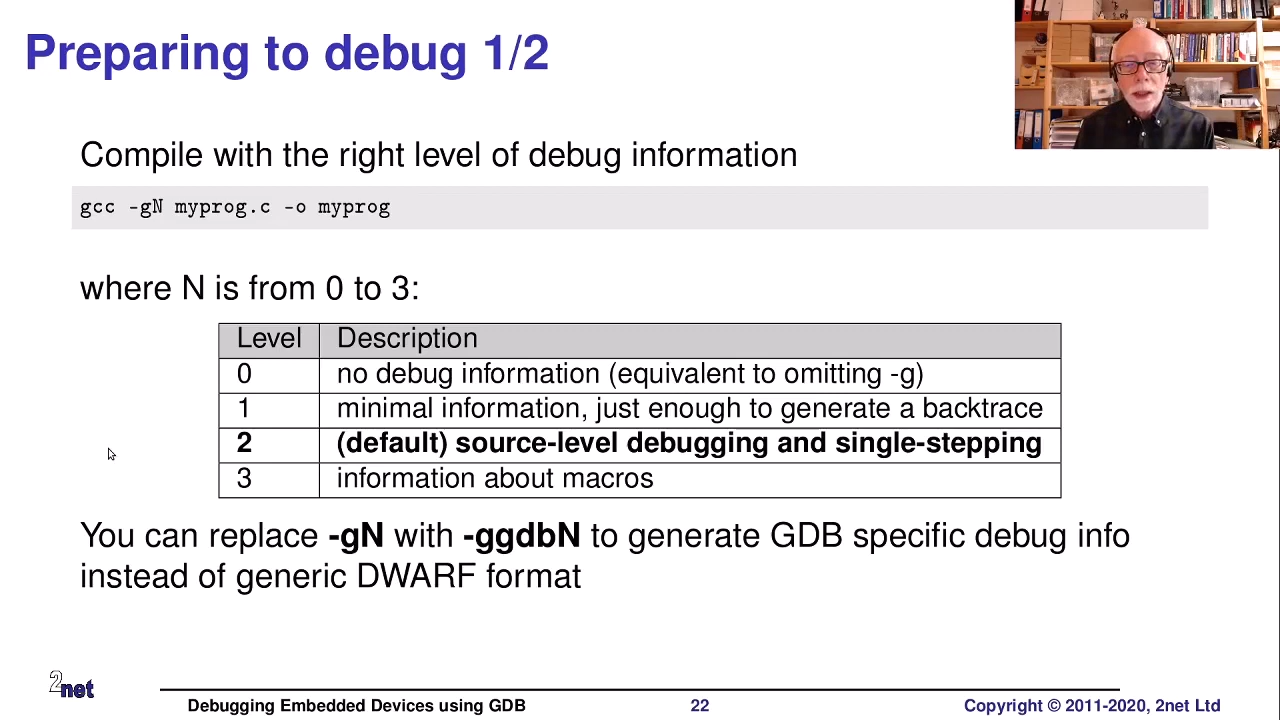 Preparing to debug 1/2
Compile with the right level of debug information
gcc -gN myprog.c -o myprog
where N is from 0 to 3:
Level Description
0 no debug information (equivalent to omitting -g)
1 minimal information, just enough to generate a backtrace
2 (default) source-level debugging and single-stepping
3 information about macros
You can replace -gN with -ggdbN to generate GDB specific debug info
instead of generic DWARF format
2net
Debugging Embedded Devices using GDB 22 Copyright © 2011-2020, 2net Ltd